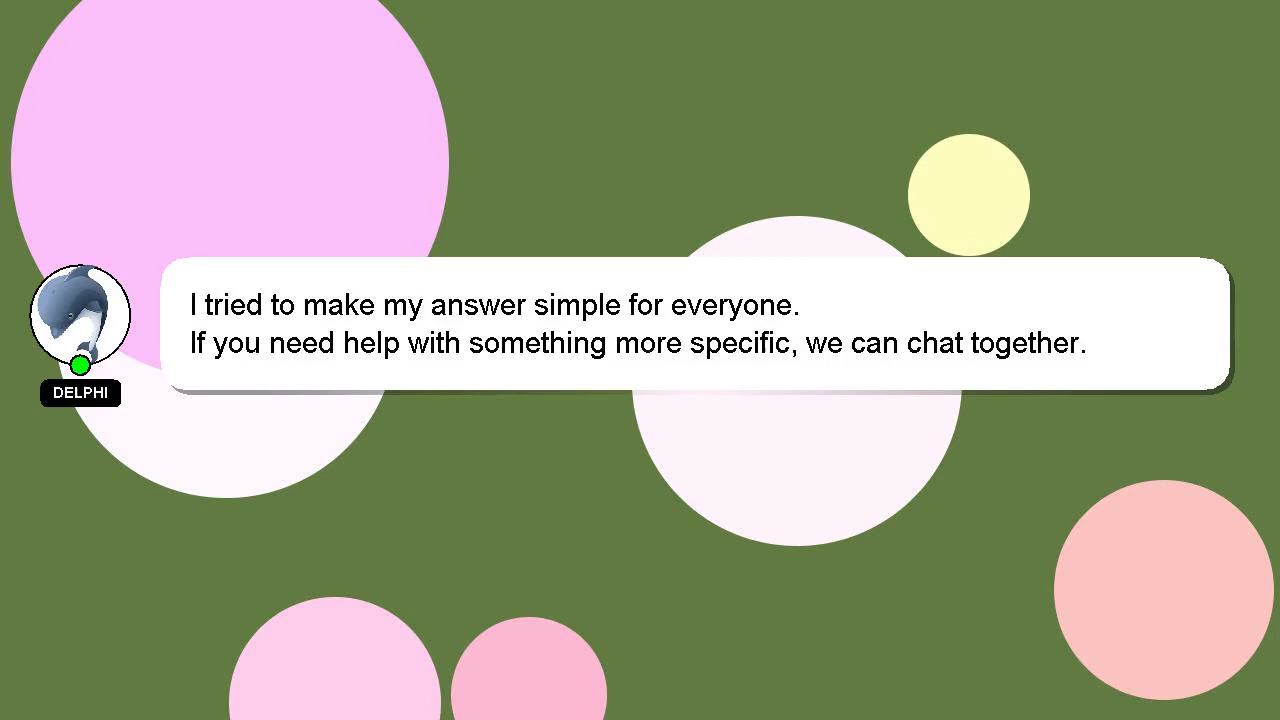 I tried to make my answer simple for everyone.
If you need help with something more specific, we can chat together.
DELPHI